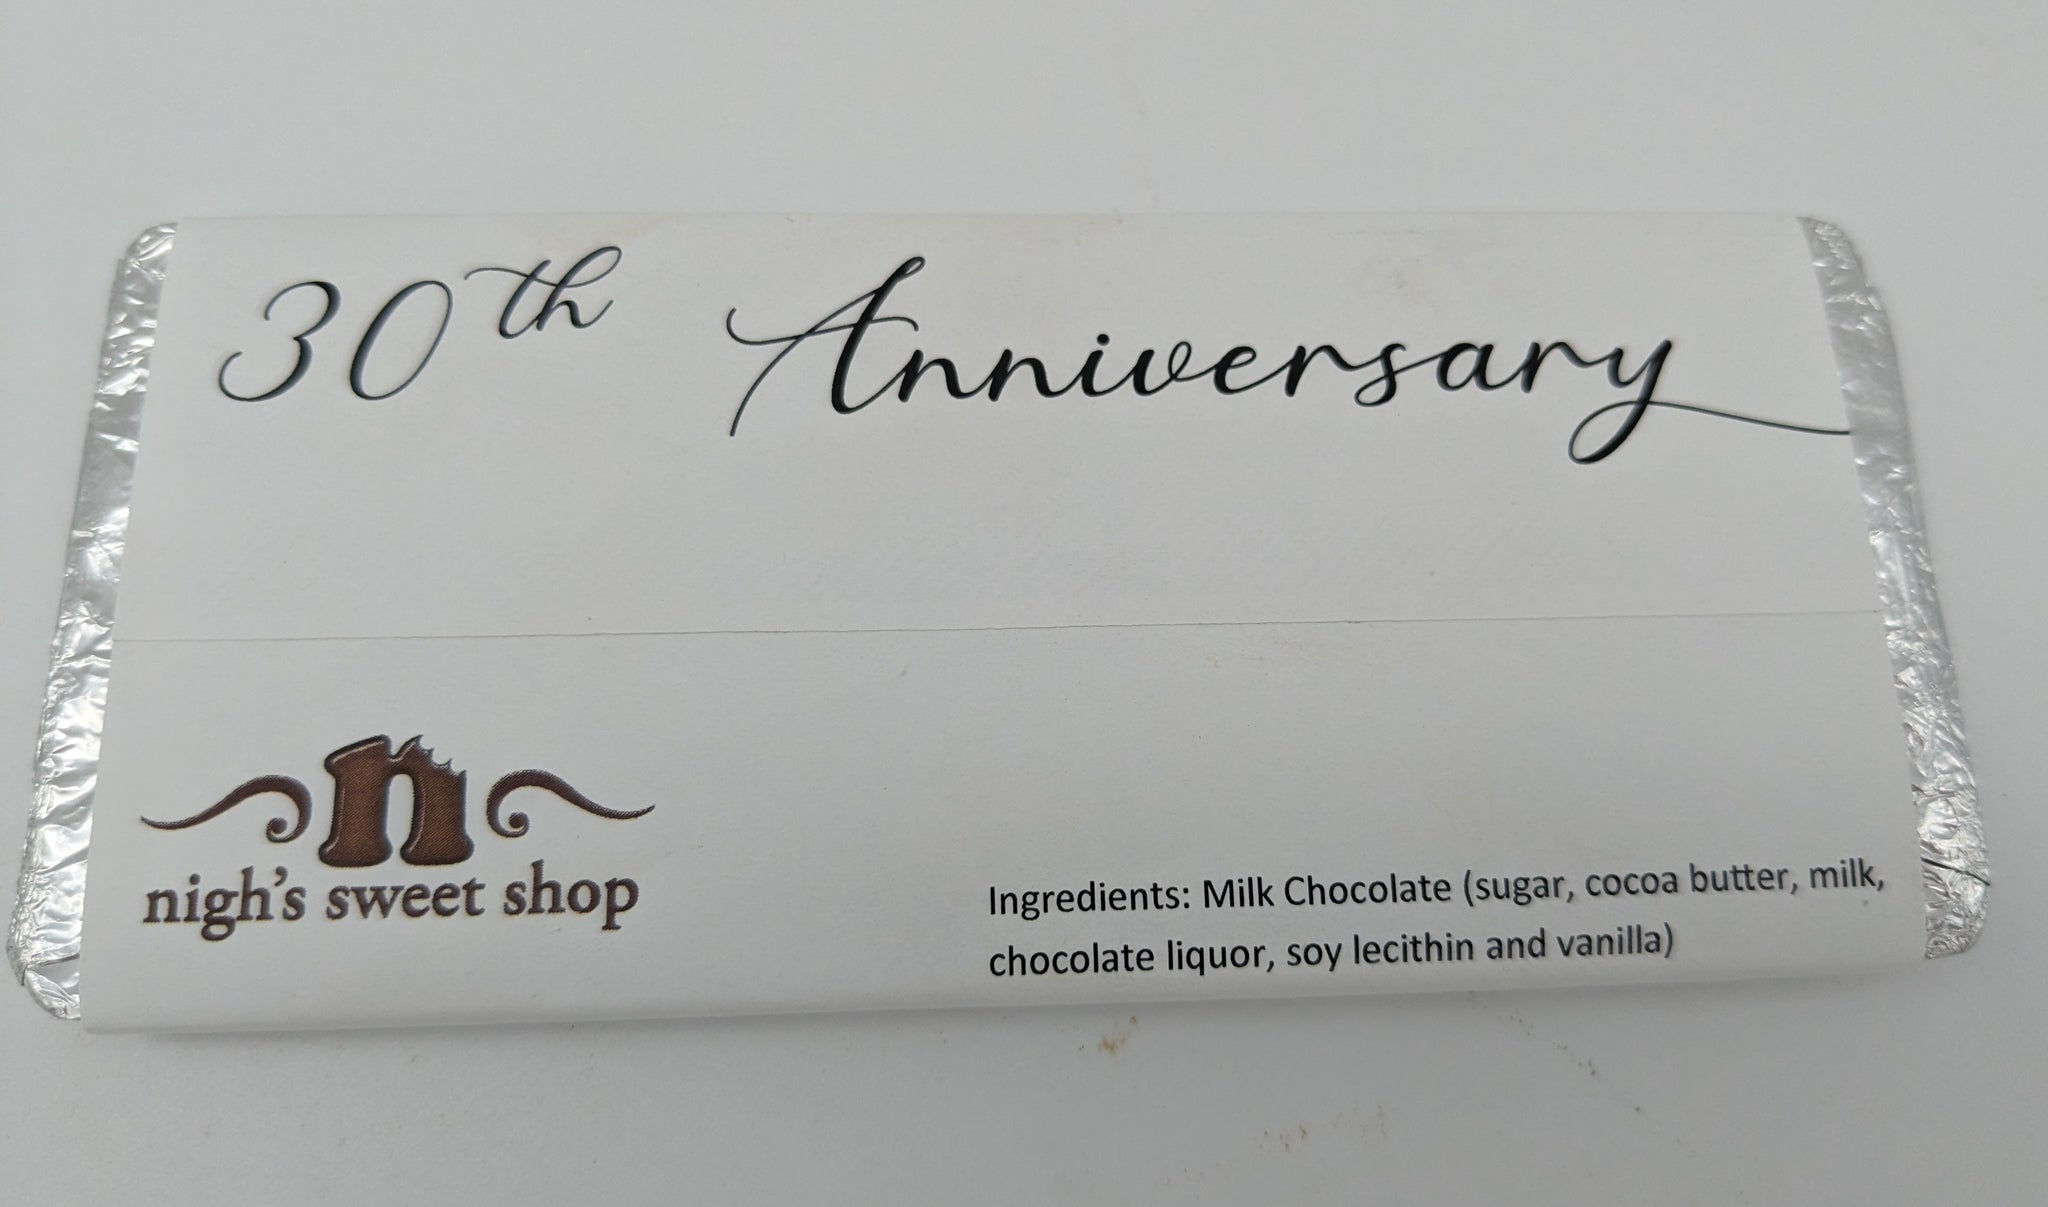 30th Anniversary
n
nigh's sweet shop
Ingredients: Milk Chocolate (sugar, cocoa butter, milk,
chocolate liquor, soy lecithin and vanilla)